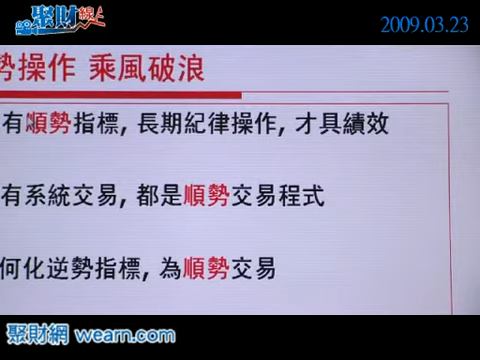 聚財線上
2009.03.23
勢操作 乘風破浪
有順勢指標, 長期紀律操作, 才具績效
有系統交易, 都是順勢交易程式
何化逆勢指標, 為順勢交易
聚財網 wearn.com